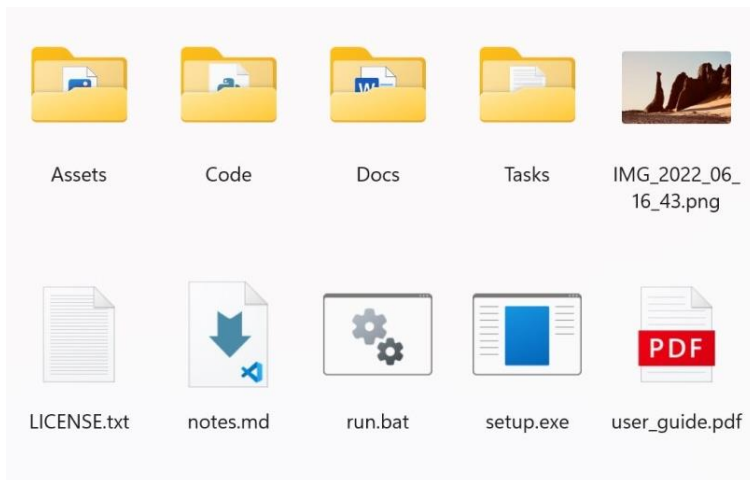 W
Assets
Code
Docs
Tasks
IMG_2022_06_
16_43.png
PDF
LICENSE.txt
notes.md
run.bat
setup.exe
user_guide.pdf